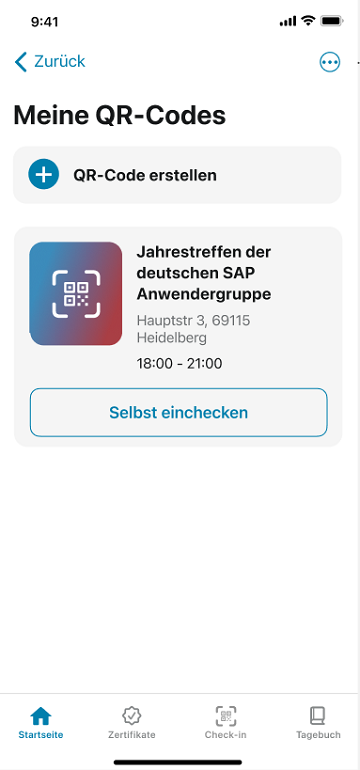 9:41
Zurück
Meine QR-Codes
QR-Code erstellen
Jahrestreffen der
deutschen SAP
Anwendergruppe
Hauptstr 3, 69115
Heidelberg
18:00 - 21:00
Selbst einchecken
Startseite
Zertifikate
Check-in
Tagebuch